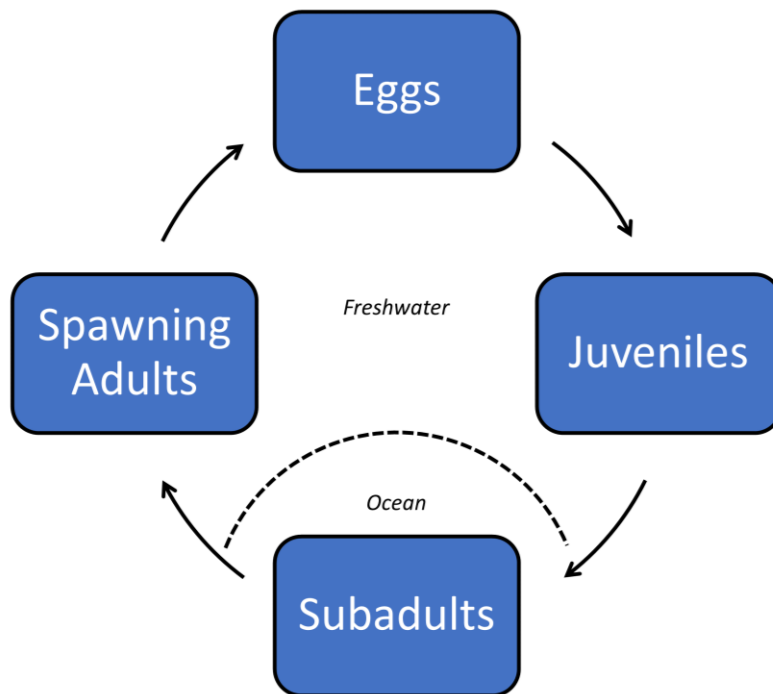 Eggs
Freshwater
Spawning
Adults
Juveniles
Ocean
Subadults